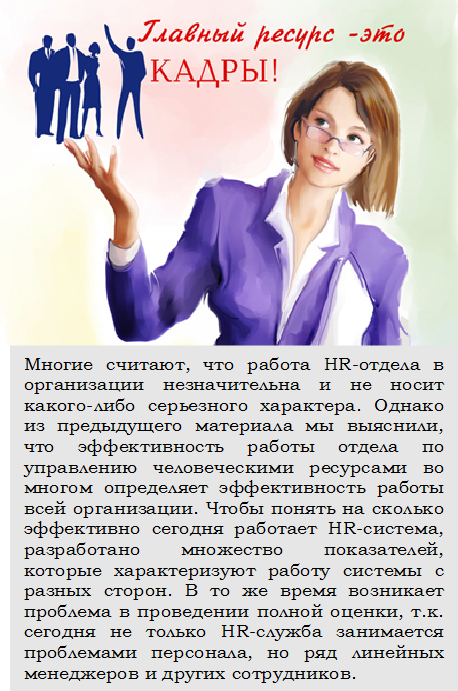 Главный ресурс -это
КАДРЫ!
Многие считают, что работа HR-отдела в
организации незначительна и не носит
какого-либо серьезного характера. Однако
из предыдущего материала мы выяснили,
что эффективность работы отдела по
управлению человеческими ресурсами во
многом определяет эффективность работы
всей организации. Чтобы понять на сколько
эффективно сегодня работает HR-система,
разработано множество показателей,
которые характеризуют работу системы с
разных сторон. В то же время возникает
проблема в проведении полной оценки, т.к.
сегодня не только HR-служба занимается
проблемами персонала, но ряд линейных
менеджеров и других сотрудников.